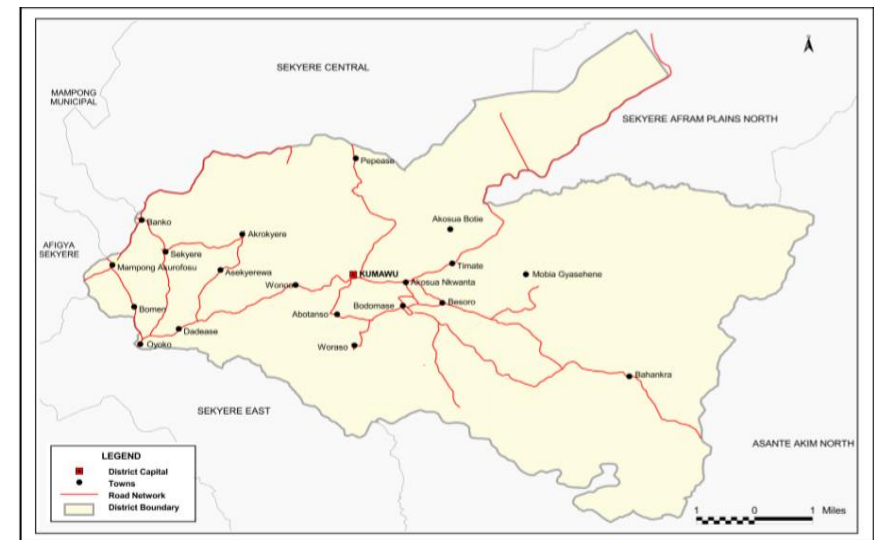 SEKYERE CENTRAL
MAMPONG
MUNICIPAL
SEKYERE AFRAM PLAINS NORTH
Pepease
Banko
Akosua Botie
Akrokyere
AFIGYA
SEKYERE
Sekyere
Mampong Akurofosu
Asekyerewa
Timate
KUMAWU
Mobia Gyasehene
Akosua Nkwanta
Wonoo
Bomen
Bodomase
Besoro
Abotanso
Dadease
Oyoko
Woraso
Bahankra
SEKYERE EAST
ASANTE AKIM NORTH
LEGEND
District Capital
Towns
Road Network
District Boundary
1 0 1 Miles